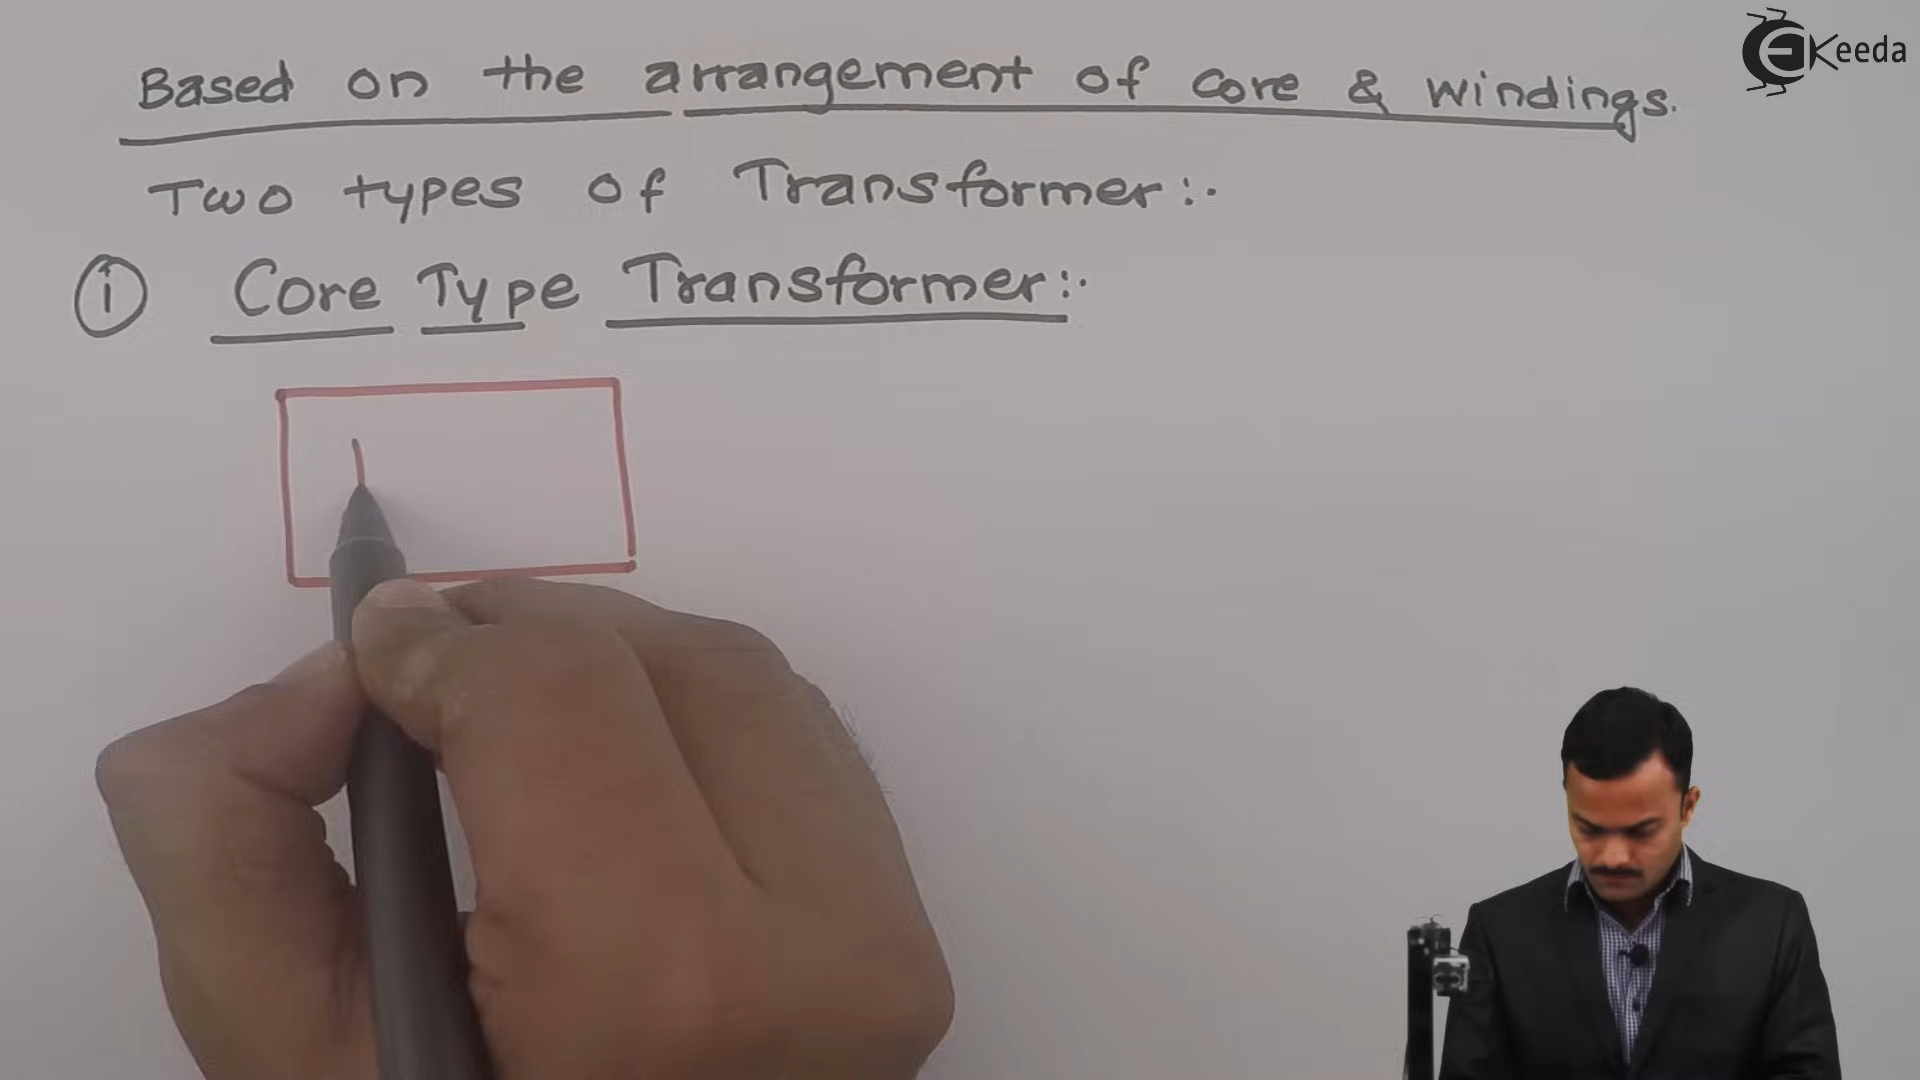 Based on the arrangement of core & windings.
Two types of Transformer:.
① Core Type Transformer:.
EKeeda